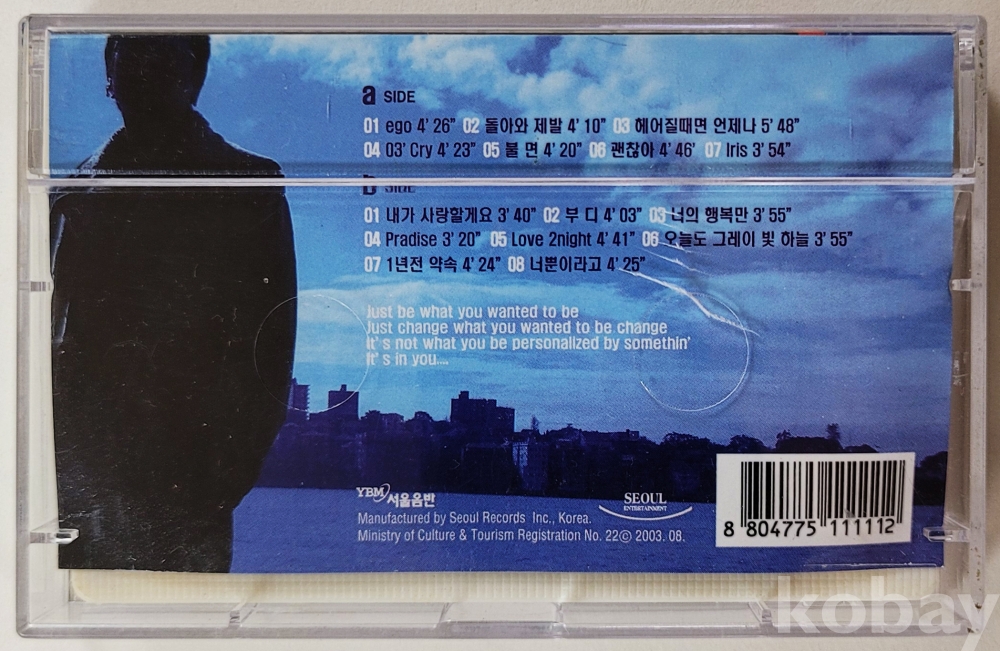 a SIDE
01 ego 4' 26" 02 돌아와 제발 4' 10" 03 헤어질때면 언제나 5' 48"
04 03' Cry 4' 23" 05 불 면 4' 20" 06 괜찮아 4' 46' 07 Iris 3' 54"
b SIDE
01 내가 사랑할게요 3' 40" 02 부 디 4' 03" 03 너의 행복만 3' 55"
04 Pradise 3' 20" 05 Love 2night 4' 41" 06 오늘도 그레이 빛 하늘 3' 55"
07 1년전 약속 4' 24" 08 너뿐이라고 4' 25"
Just be what you wanted to be
Just change what you wanted to be change
it's not what you be personalized by somethin'
it's in you....
YBM 서울음반
SEOUL
ENTERTAINMENT
Manufactured by Seoul Records Inc., Korea.
Ministry of Culture & Tourism Registration No. 22ⓒ 2003. 08.
8 804775 111112
kobay